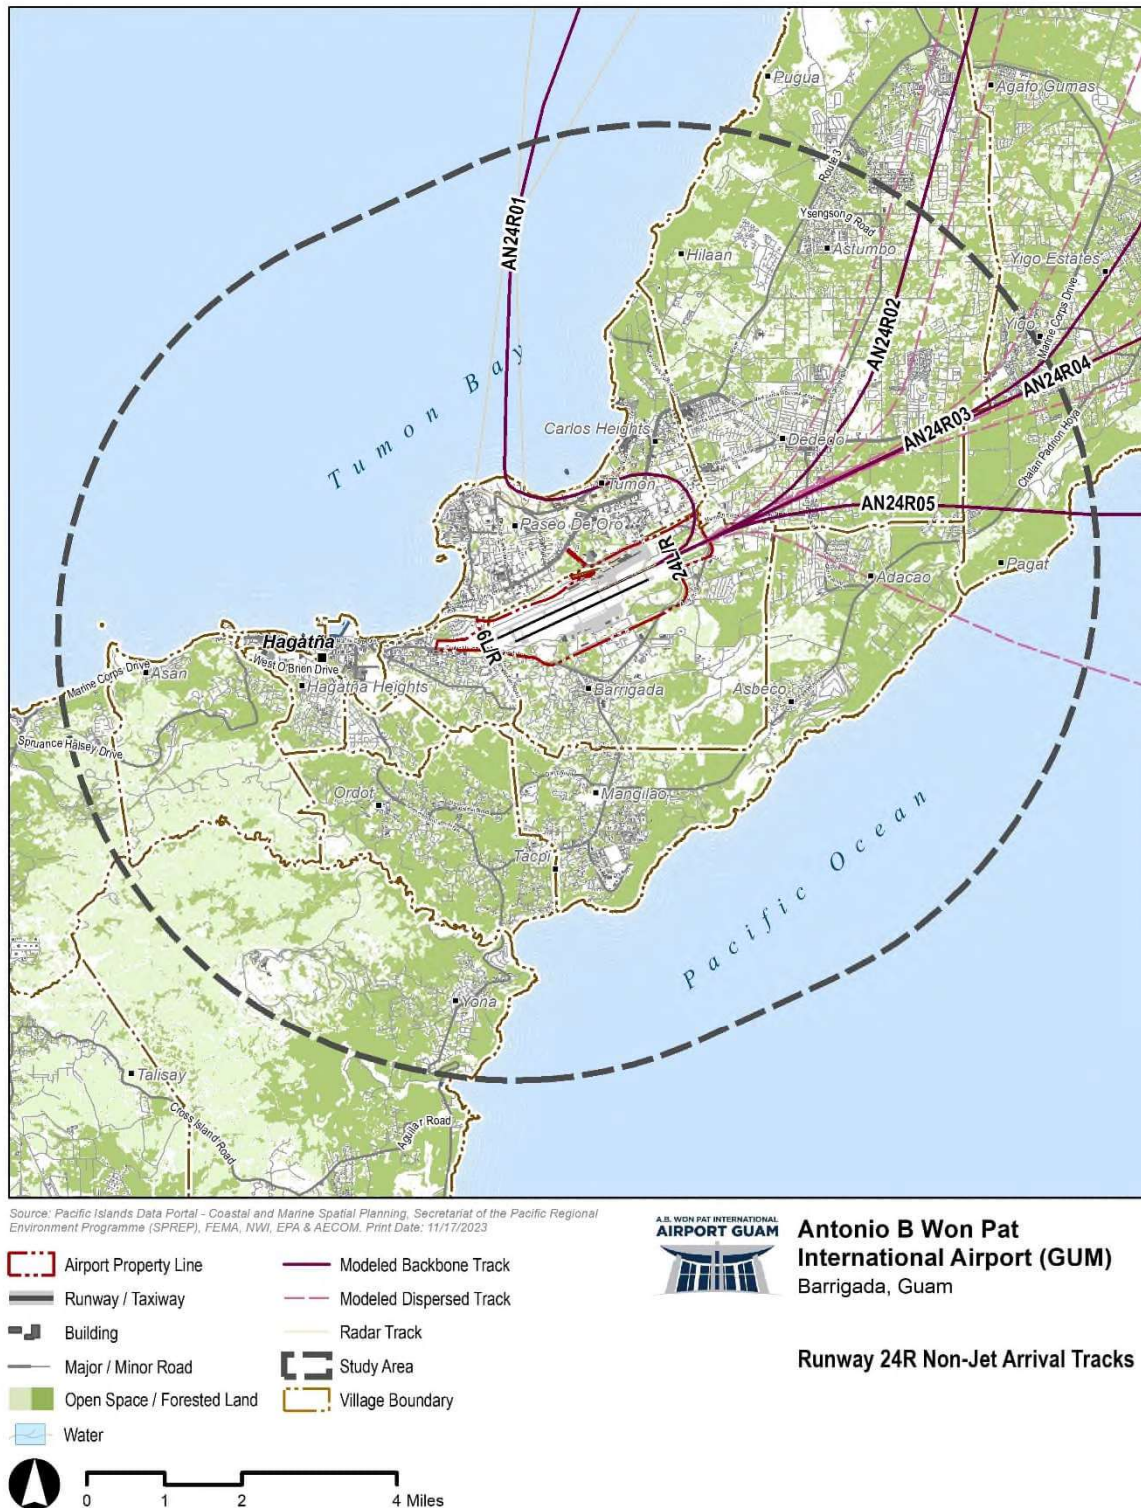 Pugua
Agafo Gumas
Route 3
AN24R01
Ysengsong Road
Astumbo
Hilaan
Yigo Estates
Marine Corps Drive
Yigo
AN24R02
AN24R04
Tumon Bay
AN24R03
Carlos Heights
Dededo
Chalan Padrion Hoya
Tumon
AN24R05
Paseo De Oro
24L/R
Pagat
Adacao
6L/R
Hagatña
West O'Brien Drive
Marine Corps Drive
Asan
Hagatna Heights
Barrigada
Asbeco
Spruance Halsey Drive
Ordot
Mangilao
Tacpi
Pacific Ocean
Yona
Talisay
Cross Island Road
Aguilar Road
Source: Pacific Islands Data Portal - Coastal and Marine Spatial Planning, Secretariat of the Pacific Regional
Environment Programme (SPREP), FEMA, NWI, EPA & AECOM. Print Date: 11/17/2023
Airport Property Line
Runway / Taxiway
Building
Major / Minor Road
Open Space / Forested Land
Water
Modeled Backbone Track
Modeled Dispersed Track
Radar Track
Study Area
Village Boundary
0 1 2 4 Miles
A.B. WON PAT INTERNATIONAL
AIRPORT GUAM
Antonio B Won Pat
International Airport (GUM)
Barrigada, Guam
Runway 24R Non-Jet Arrival Tracks